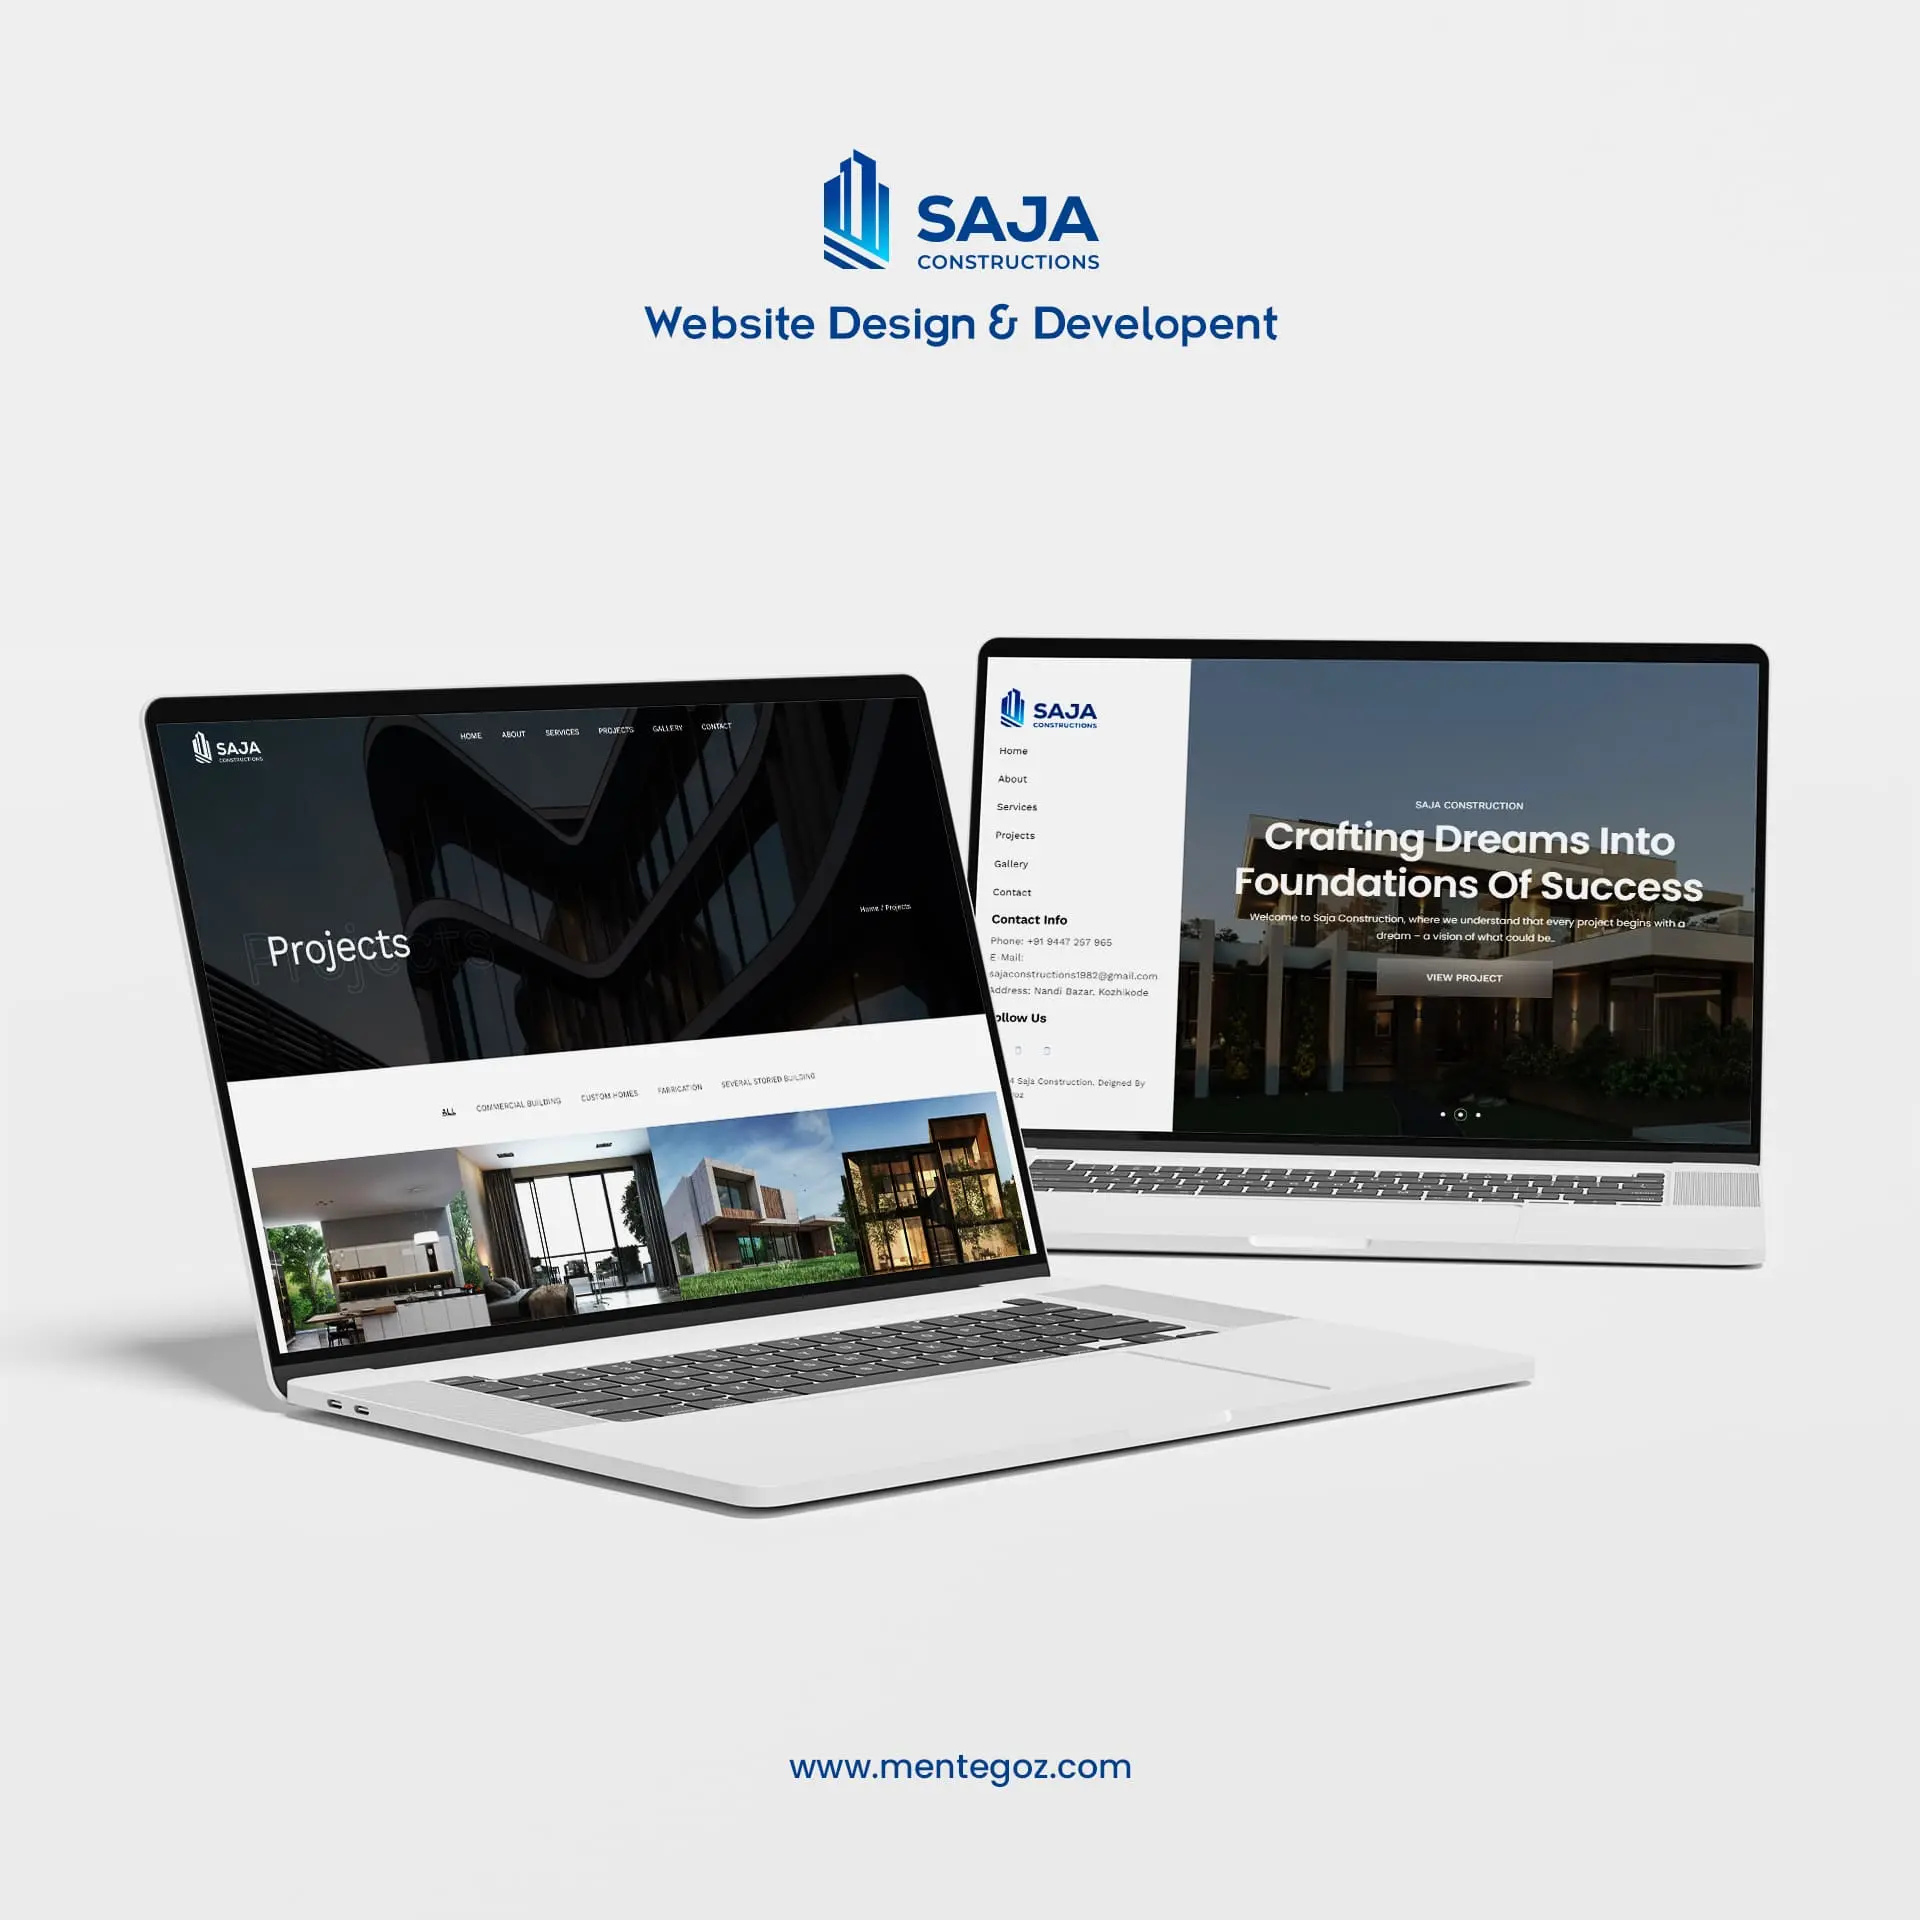 SAJA
CONSTRUCTIONS
Website Design & Developent
SAJA
CONSTRUCTIONS
HOME ABOUT SERVICES PROJECTS GALLERY CONTACT
Projects
Projects
Home / Projects
ALL COMMERCIAL BUILDING CUSTOM HOMES FABRICATION SEVERAL STORIED BUILDING
SAJA
CONSTRUCTIONS
Home
About
Services
Projects
Gallery
Contact
Contact Info
Phone: +91 9447 257 965
E-Mail:
sajaconstructions1982@gmail.com
Address: Nandi Bazar, Kozhikode
ollow Us
4 Saja Construction. Deigned By
oz
SAJA CONSTRUCTION
Crafting Dreams Into
Foundations Of Success
Welcome to Saja Construction, where we understand that every project begins with a
dream – a vision of what could be..
VIEW PROJECT
www.mentegoz.com